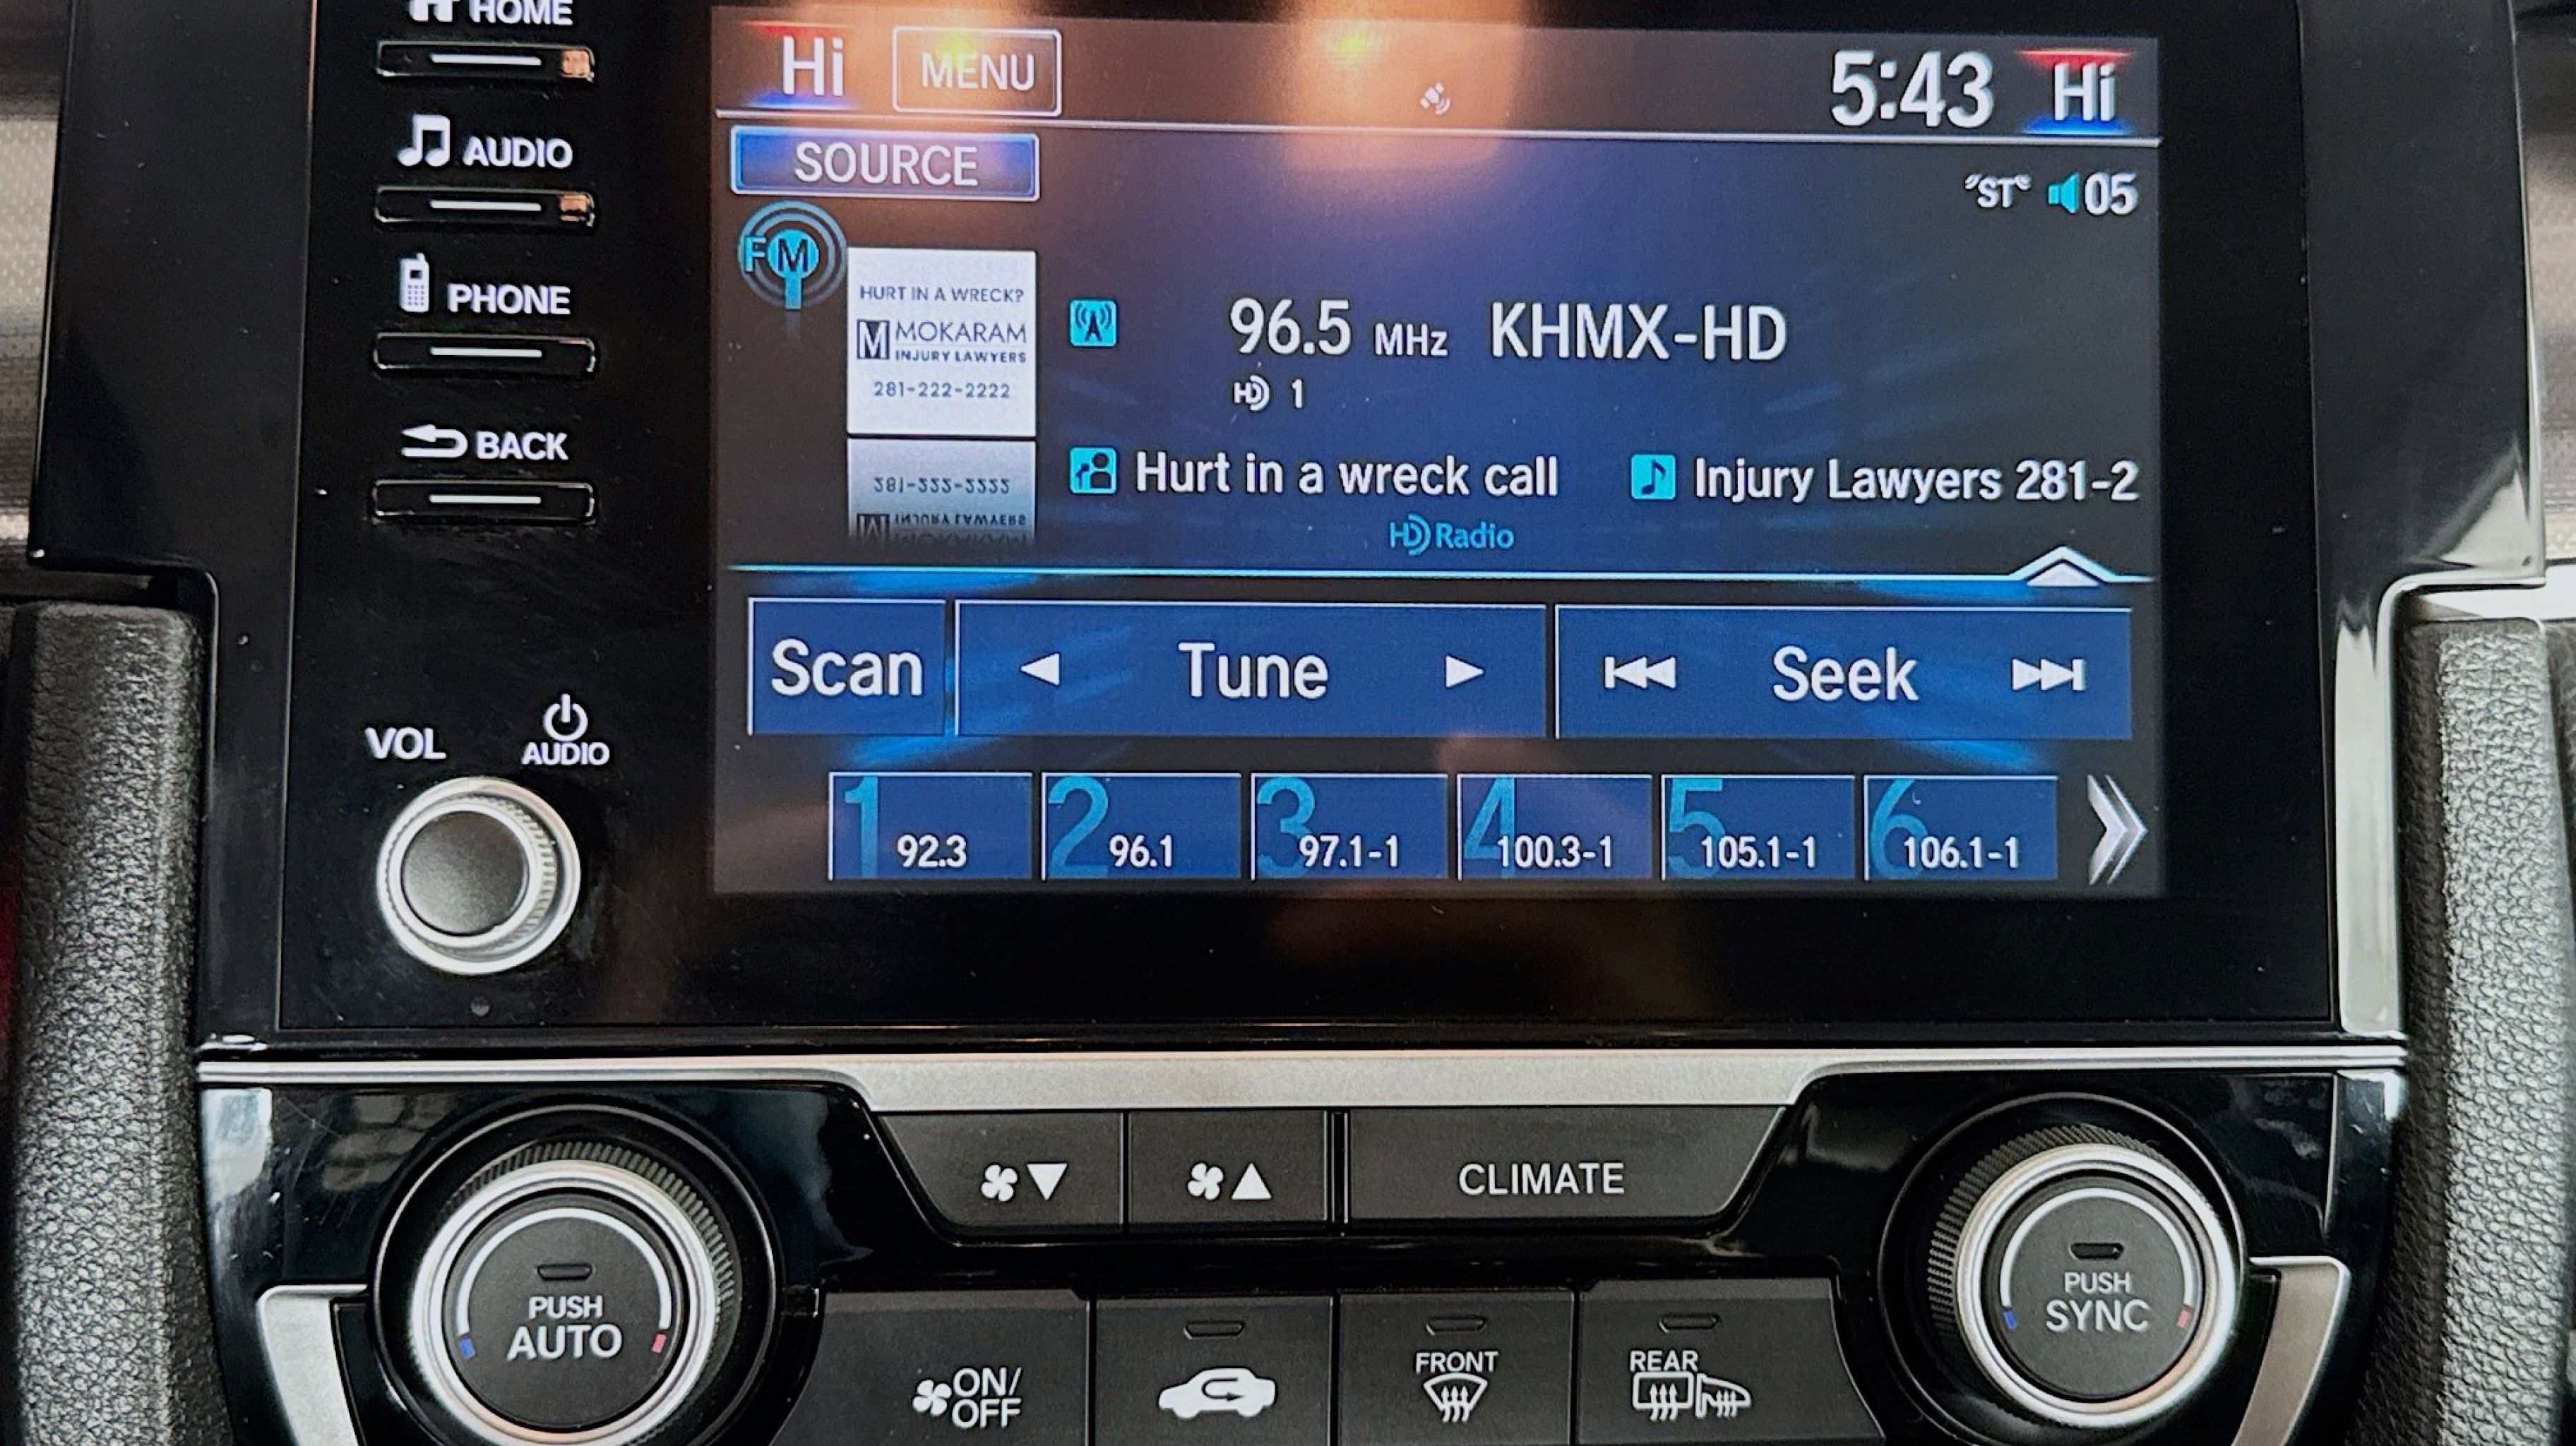 HOME
AUDIO
PHONE
BACK
VOL
AUDIO
Hi
MENU
5:43
Hi
SOURCE
"ST"
05
FM
HURT IN A WRECK?
M MOKARAM
INJURY LAWYERS
281-222-2222
96.5 MHz KHMX-HD
HD 1
Hurt in a wreck call
Injury Lawyers 281-2
HD Radio
Scan
Tune
Seek
1 92.3
2 96.1
3 97.1-1
4 100.3-1
5 105.1-1
6 106.1-1
CLIMATE
PUSH
AUTO
ON/
OFF
FRONT
REAR
PUSH
SYNC